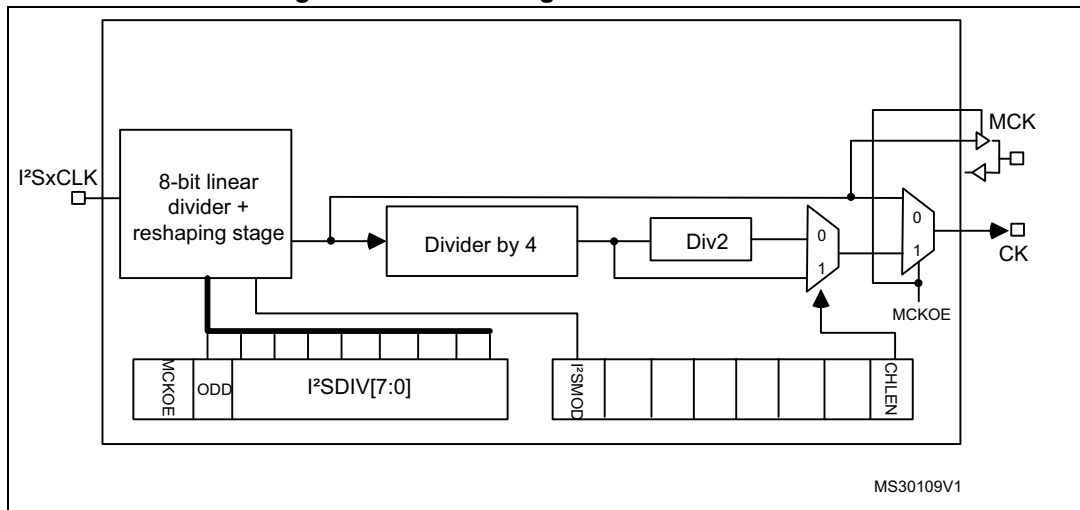 MCK
I²SxCLK
8-bit linear
divider +
reshaping stage
0
Divider by 4
Div2
0
1
1
CK
MCKOE
MCKOE
ODD
I²SDIV[7:0]
I²SMOD
CHLEN
MS30109V1